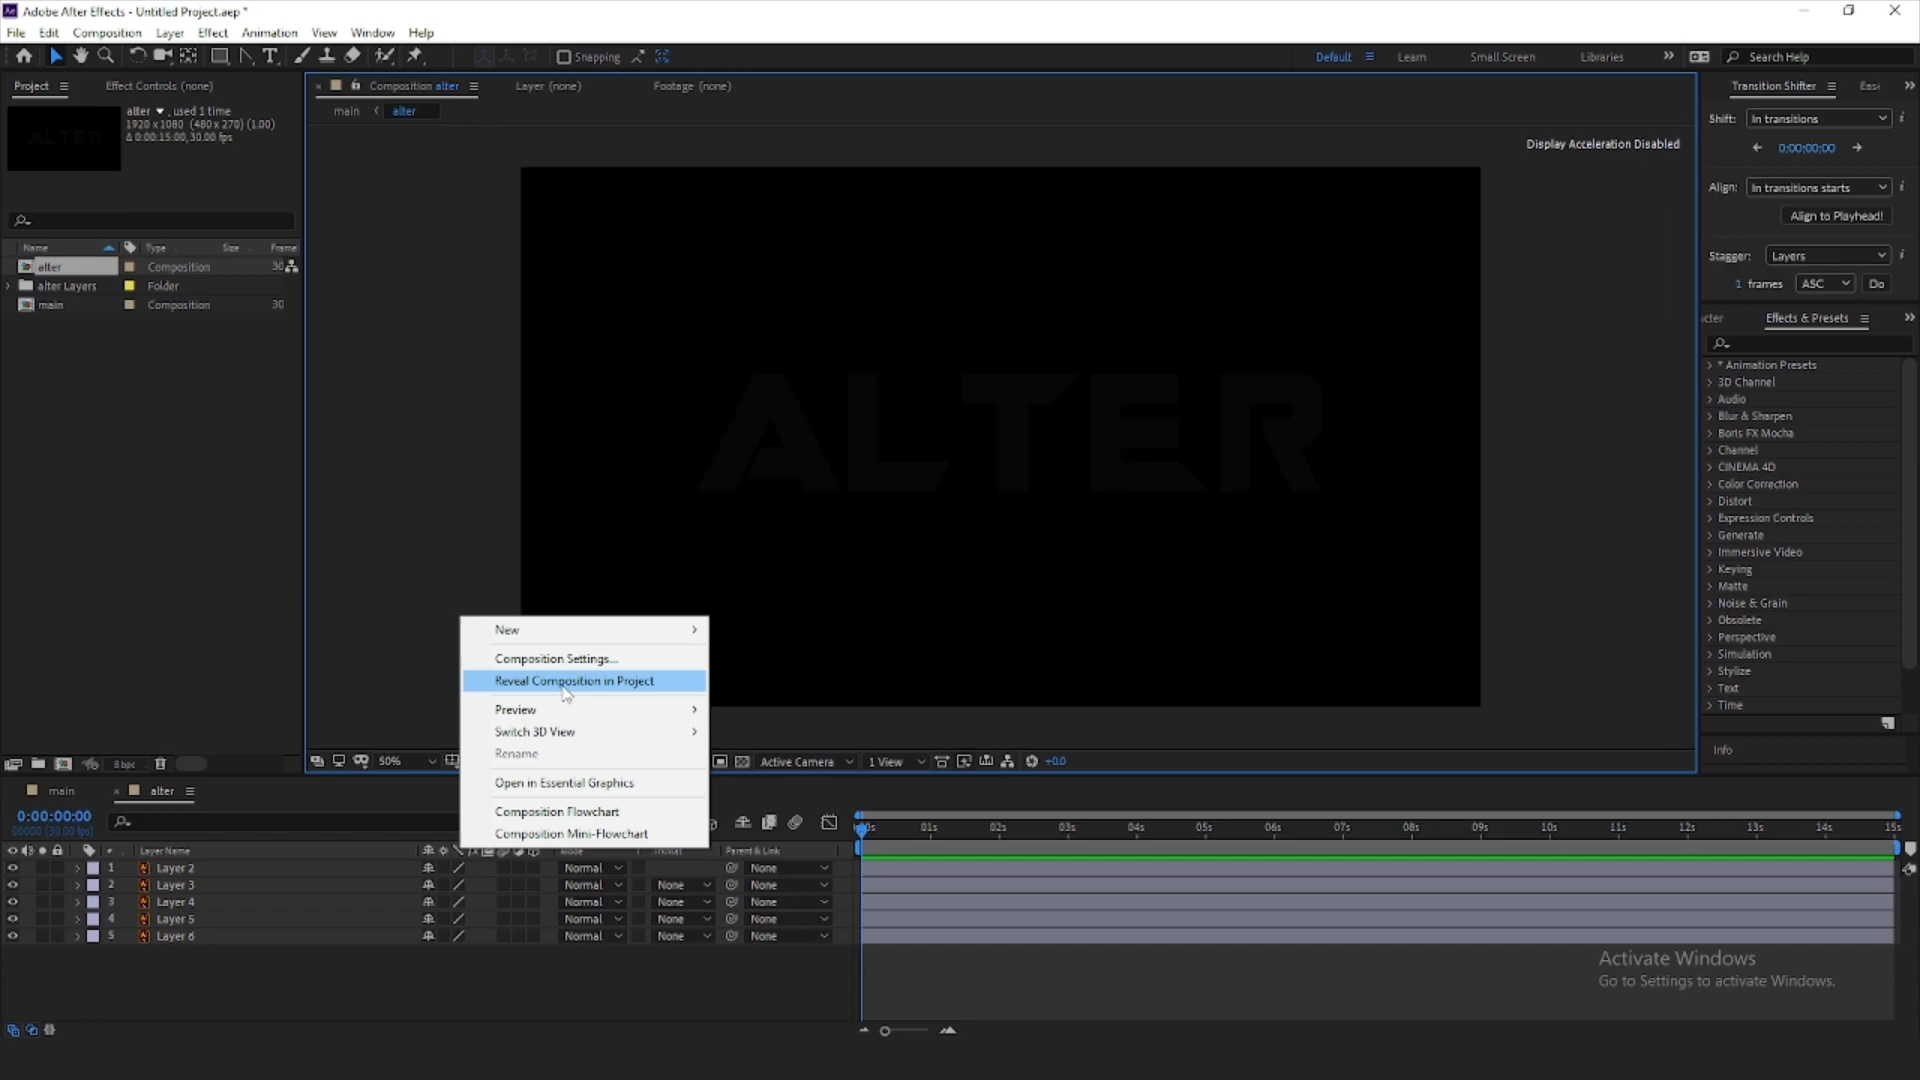 Adobe After Effects - Untitled Project.aep *
File Edit Composition Layer Effect Animation View Window Help
Snapping Default Learn Small Screen Libraries Search Help
Project Effect Controls (none)
alter , used 1 time
1920 x 1080 (480 x 270) (1.00)
Δ 0:00:15:00, 30.00 fps
Name Type Size Frame
alter Composition 30
alter Layers Folder
main Composition 30
8 bpc
Composition alter Layer (none) Footage (none)
main alter
Display Acceleration Disabled
ALTER
50% Active Camera 1 View +0.0
New
Composition Settings...
Reveal Composition in Project
Preview
Switch 3D View
Rename
Open in Essential Graphics
Composition Flowchart
Composition Mini-Flowchart
Transition Shifter
Shift: In transitions
0:00:00:00
Align: In transitions starts
Align to Playhead!
Stagger: Layers
1 frames ASC Do
Effects & Presets
* Animation Presets
3D Channel
Audio
Blur & Sharpen
Boris FX Mocha
Channel
CINEMA 4D
Color Correction
Distort
Expression Controls
Generate
Immersive Video
Keying
Matte
Noise & Grain
Obsolete
Perspective
Simulation
Stylize
Text
Time
Info
main alter
0:00:00:00
00000 (30.00 fps)
01s 02s 03s 04s 05s 06s 07s 08s 09s 10s 11s 12s 13s 14s 15s
Layer Name Parent & Link
1 Layer 2 Normal None
2 Layer 3 Normal None None
3 Layer 4 Normal None None
4 Layer 5 Normal None None
5 Layer 6 Normal None None
Activate Windows
Go to Settings to activate Windows.